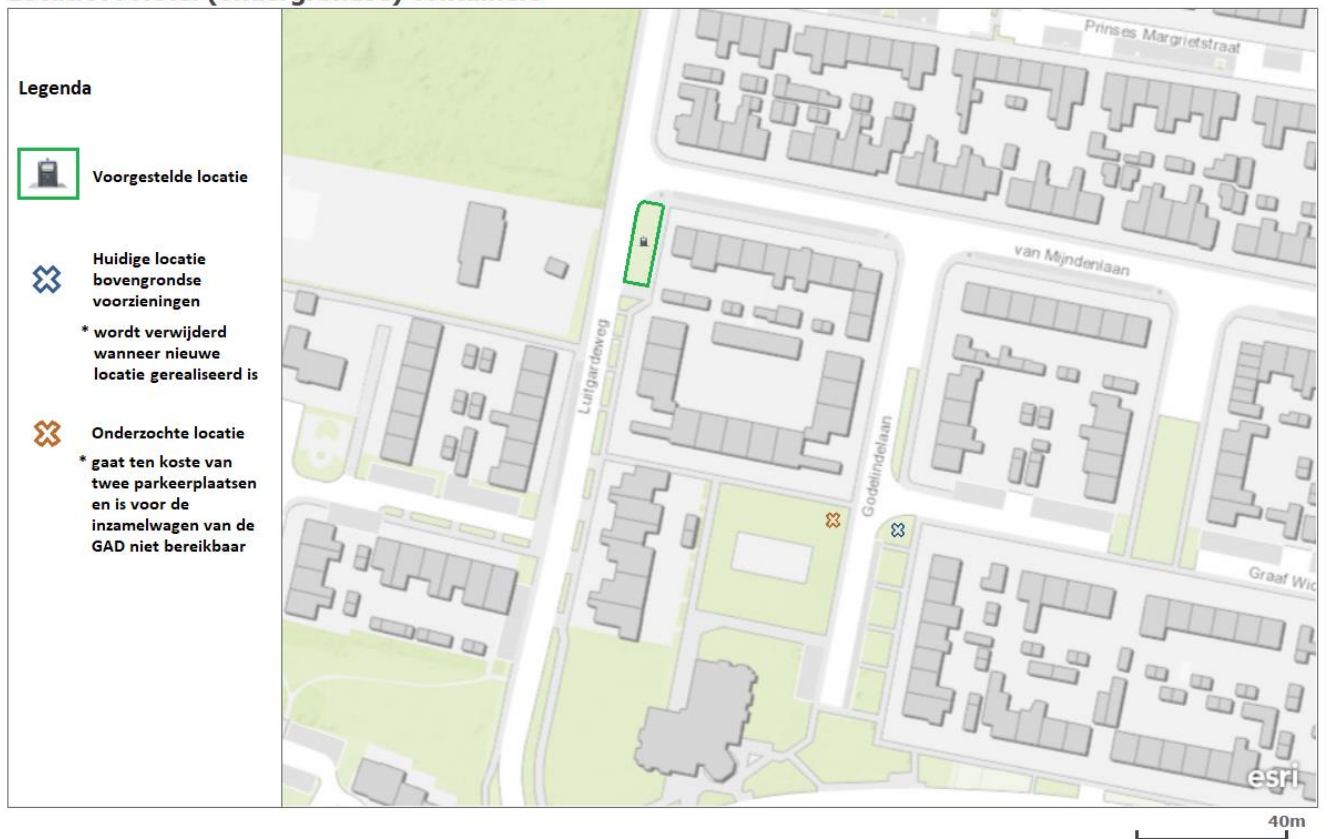 Legenda
Voorgestelde locatie
Huidige locatie
bovengrondse
voorzieningen
* wordt verwijderd
wanneer nieuwe
locatie gerealiseerd is
Onderzochte locatie
* gaat ten koste van
twee parkeerplaatsen
en is voor de
inzamelwagen van de
GAD niet bereikbaar
Prinses Margrietstraat
van Mijndenlaan
Luitgardeweg
Godelindelaan
Graaf Wic
esri
40m